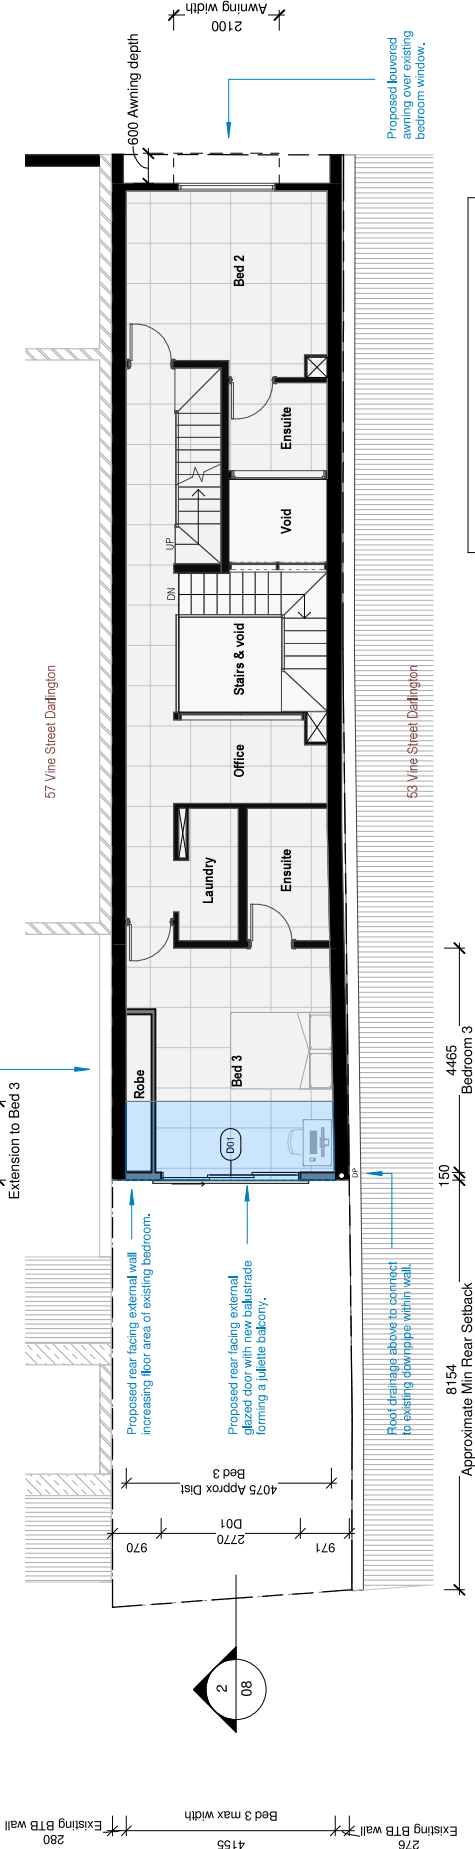 Awning width
2100
600 Awning depth
Proposed louvered
awning over existing
bedroom window.
Bed 2
Ensuite
UP
Void
DN
Stairs & void
57 Vine Street Darlington
53 Vine Street Darlington
Office
Laundry
Ensuite
Extension to Bed 3
Robe
Bed 3
D01
4465
Bedroom 3
150
DP
Proposed rear facing external wall
increasing floor area of existing bedroom.
Proposed rear facing external
glazed door with new balustrade
forming a juliette balcony.
Roof drainage above to connect
to existing downpipe within wall.
8154
Approximate Min Rear Setback
Bed 3
4075 Approx Dist
D01
970
2770
971
2
08
Existing BTB wall
280
Bed 3 max width
4155
Existing BTB wall
276